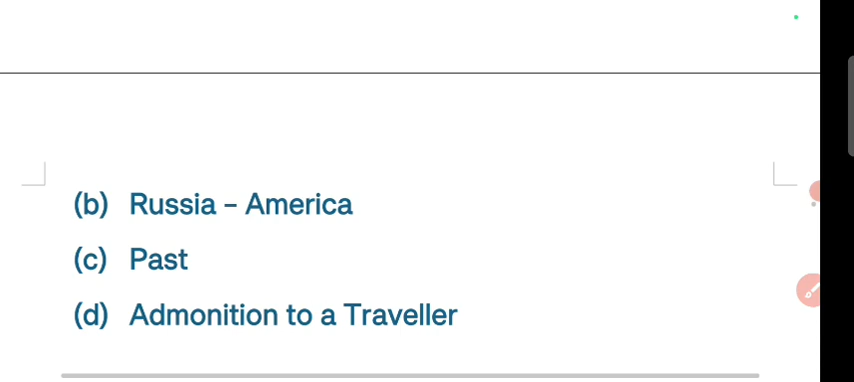 (b) Russia – America
(c) Past
(d) Admonition to a Traveller